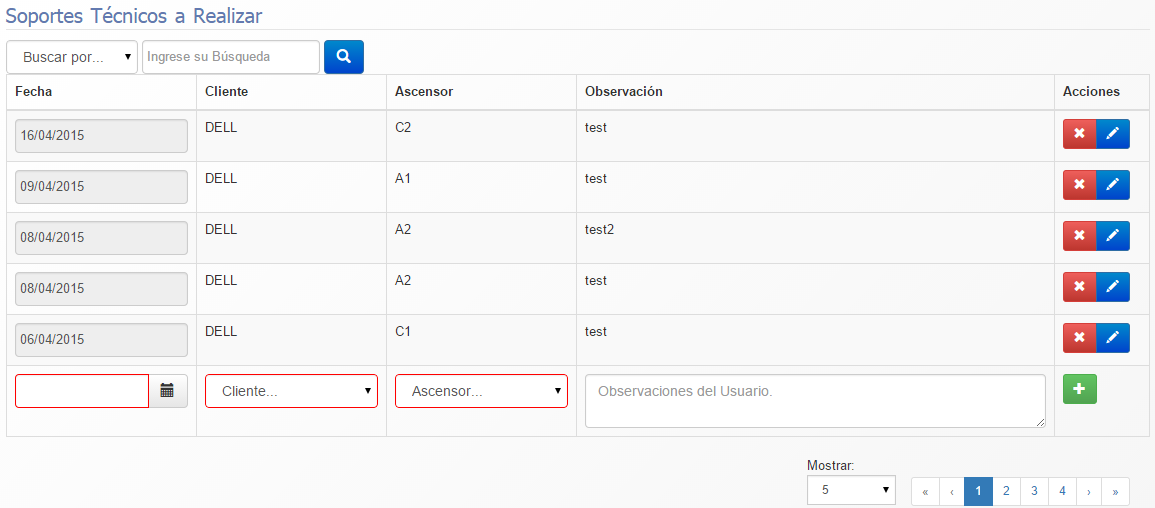 Soportes Técnicos a Realizar
Buscar por... Ingrese su Búsqueda
Fecha Cliente Ascensor Observación Acciones
16/04/2015 DELL C2 test
09/04/2015 DELL A1 test
08/04/2015 DELL A2 test2
08/04/2015 DELL A2 test
06/04/2015 DELL C1 test
Cliente... Ascensor... Observaciones del Usuario.
Mostrar:
5 « ‹ 1 2 3 4 › »